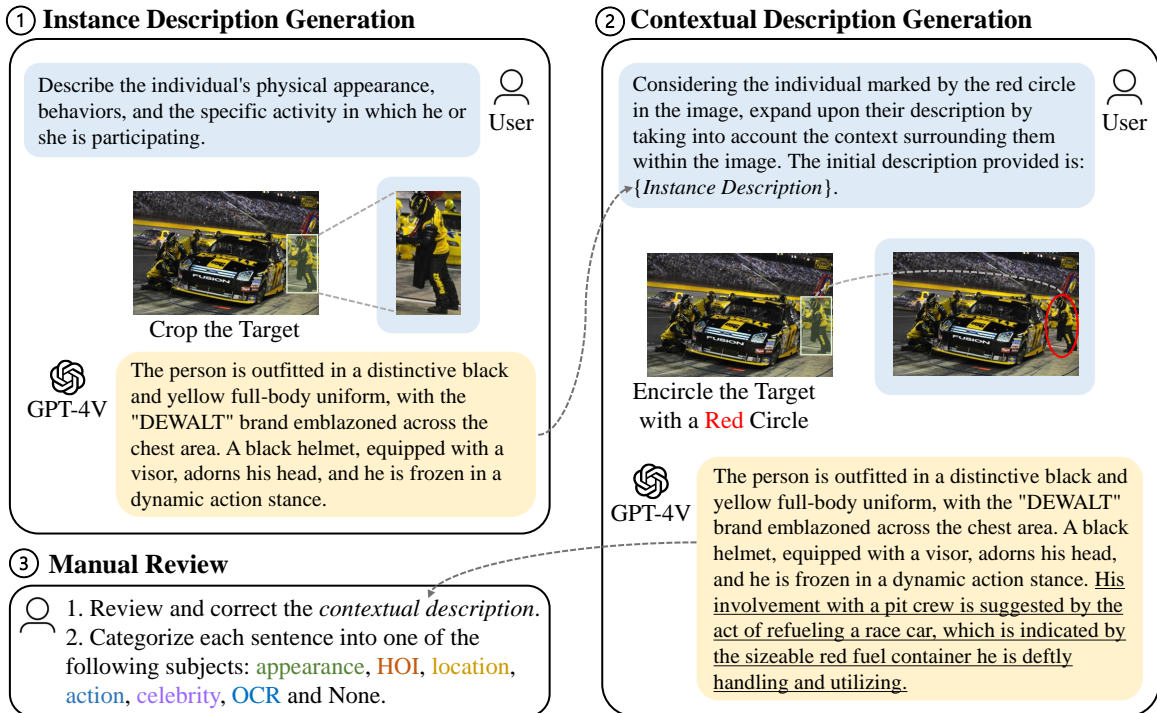 ① Instance Description Generation
Describe the individual's physical appearance,
behaviors, and the specific activity in which he or
she is participating.
User
FUSION
Crop the Target
GPT-4V
The person is outfitted in a distinctive black
and yellow full-body uniform, with the
"DEWALT" brand emblazoned across the
chest area. A black helmet, equipped with a
visor, adorns his head, and he is frozen in a
dynamic action stance.
② Contextual Description Generation
Considering the individual marked by the red circle
in the image, expand upon their description by
taking into account the context surrounding them
within the image. The initial description provided is:
{Instance Description}.
User
FUSION
FUSION
Encircle the Target
with a Red Circle
GPT-4V
The person is outfitted in a distinctive black and
yellow full-body uniform, with the "DEWALT"
brand emblazoned across the chest area. A black
helmet, equipped with a visor, adorns his head,
and he is frozen in a dynamic action stance. His
involvement with a pit crew is suggested by the
act of refueling a race car, which is indicated by
the sizeable red fuel container he is deftly
handling and utilizing.
③ Manual Review
1. Review and correct the contextual description.
2. Categorize each sentence into one of the
following subjects: appearance, HOI, location,
action, celebrity, OCR and None.